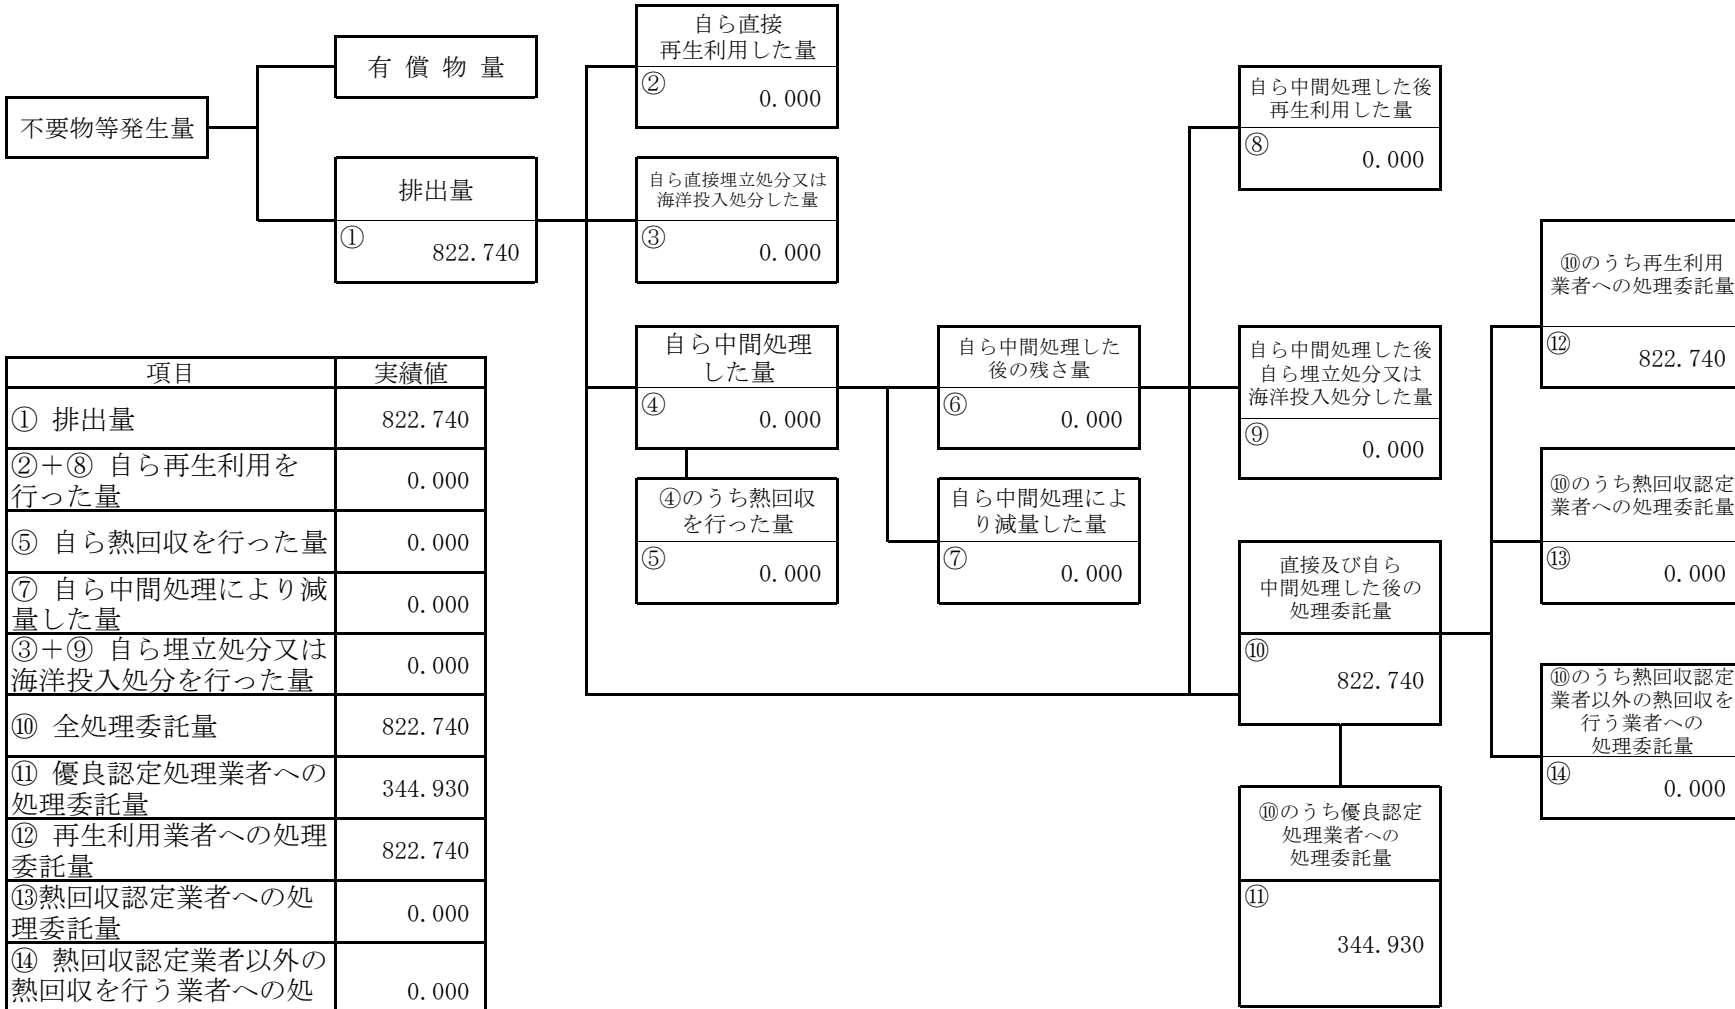 不要物等発生量
有 償 物 量
排出量
①
822.740
自ら直接
再生利用した量
②
0.000
自ら直接埋立処分又は
海洋投入処分した量
③
0.000
自ら中間処理
した量
④
0.000
④のうち熱回収
を行った量
⑤
0.000
自ら中間処理した
後の残さ量
⑥
0.000
自ら中間処理によ
り減量した量
⑦
0.000
自ら中間処理した後
再生利用した量
⑧
0.000
自ら中間処理した後
自ら埋立処分又は
海洋投入処分した量
⑨
0.000
直接及び自ら
中間処理した後の
処理委託量
⑩
822.740
⑩のうち優良認定
処理業者への
処理委託量
⑪
344.930
⑩のうち再生利用
業者への処理委託量
⑫
822.740
⑩のうち熱回収認定
業者への処理委託量
⑬
0.000
⑩のうち熱回収認定
業者以外の熱回収を
行う業者への
処理委託量
⑭
0.000
項目 実績値
① 排出量 822.740
②＋⑧ 自ら再生利用を
行った量 0.000
⑤ 自ら熱回収を行った量 0.000
⑦ 自ら中間処理により減
量した量 0.000
③＋⑨ 自ら埋立処分又は
海洋投入処分を行った量 0.000
⑩ 全処理委託量 822.740
⑪ 優良認定処理業者への
処理委託量 344.930
⑫ 再生利用業者への処理
委託量 822.740
⑬熱回収認定業者への処
理委託量 0.000
⑭ 熱回収認定業者以外の
熱回収を行う業者への処 0.000